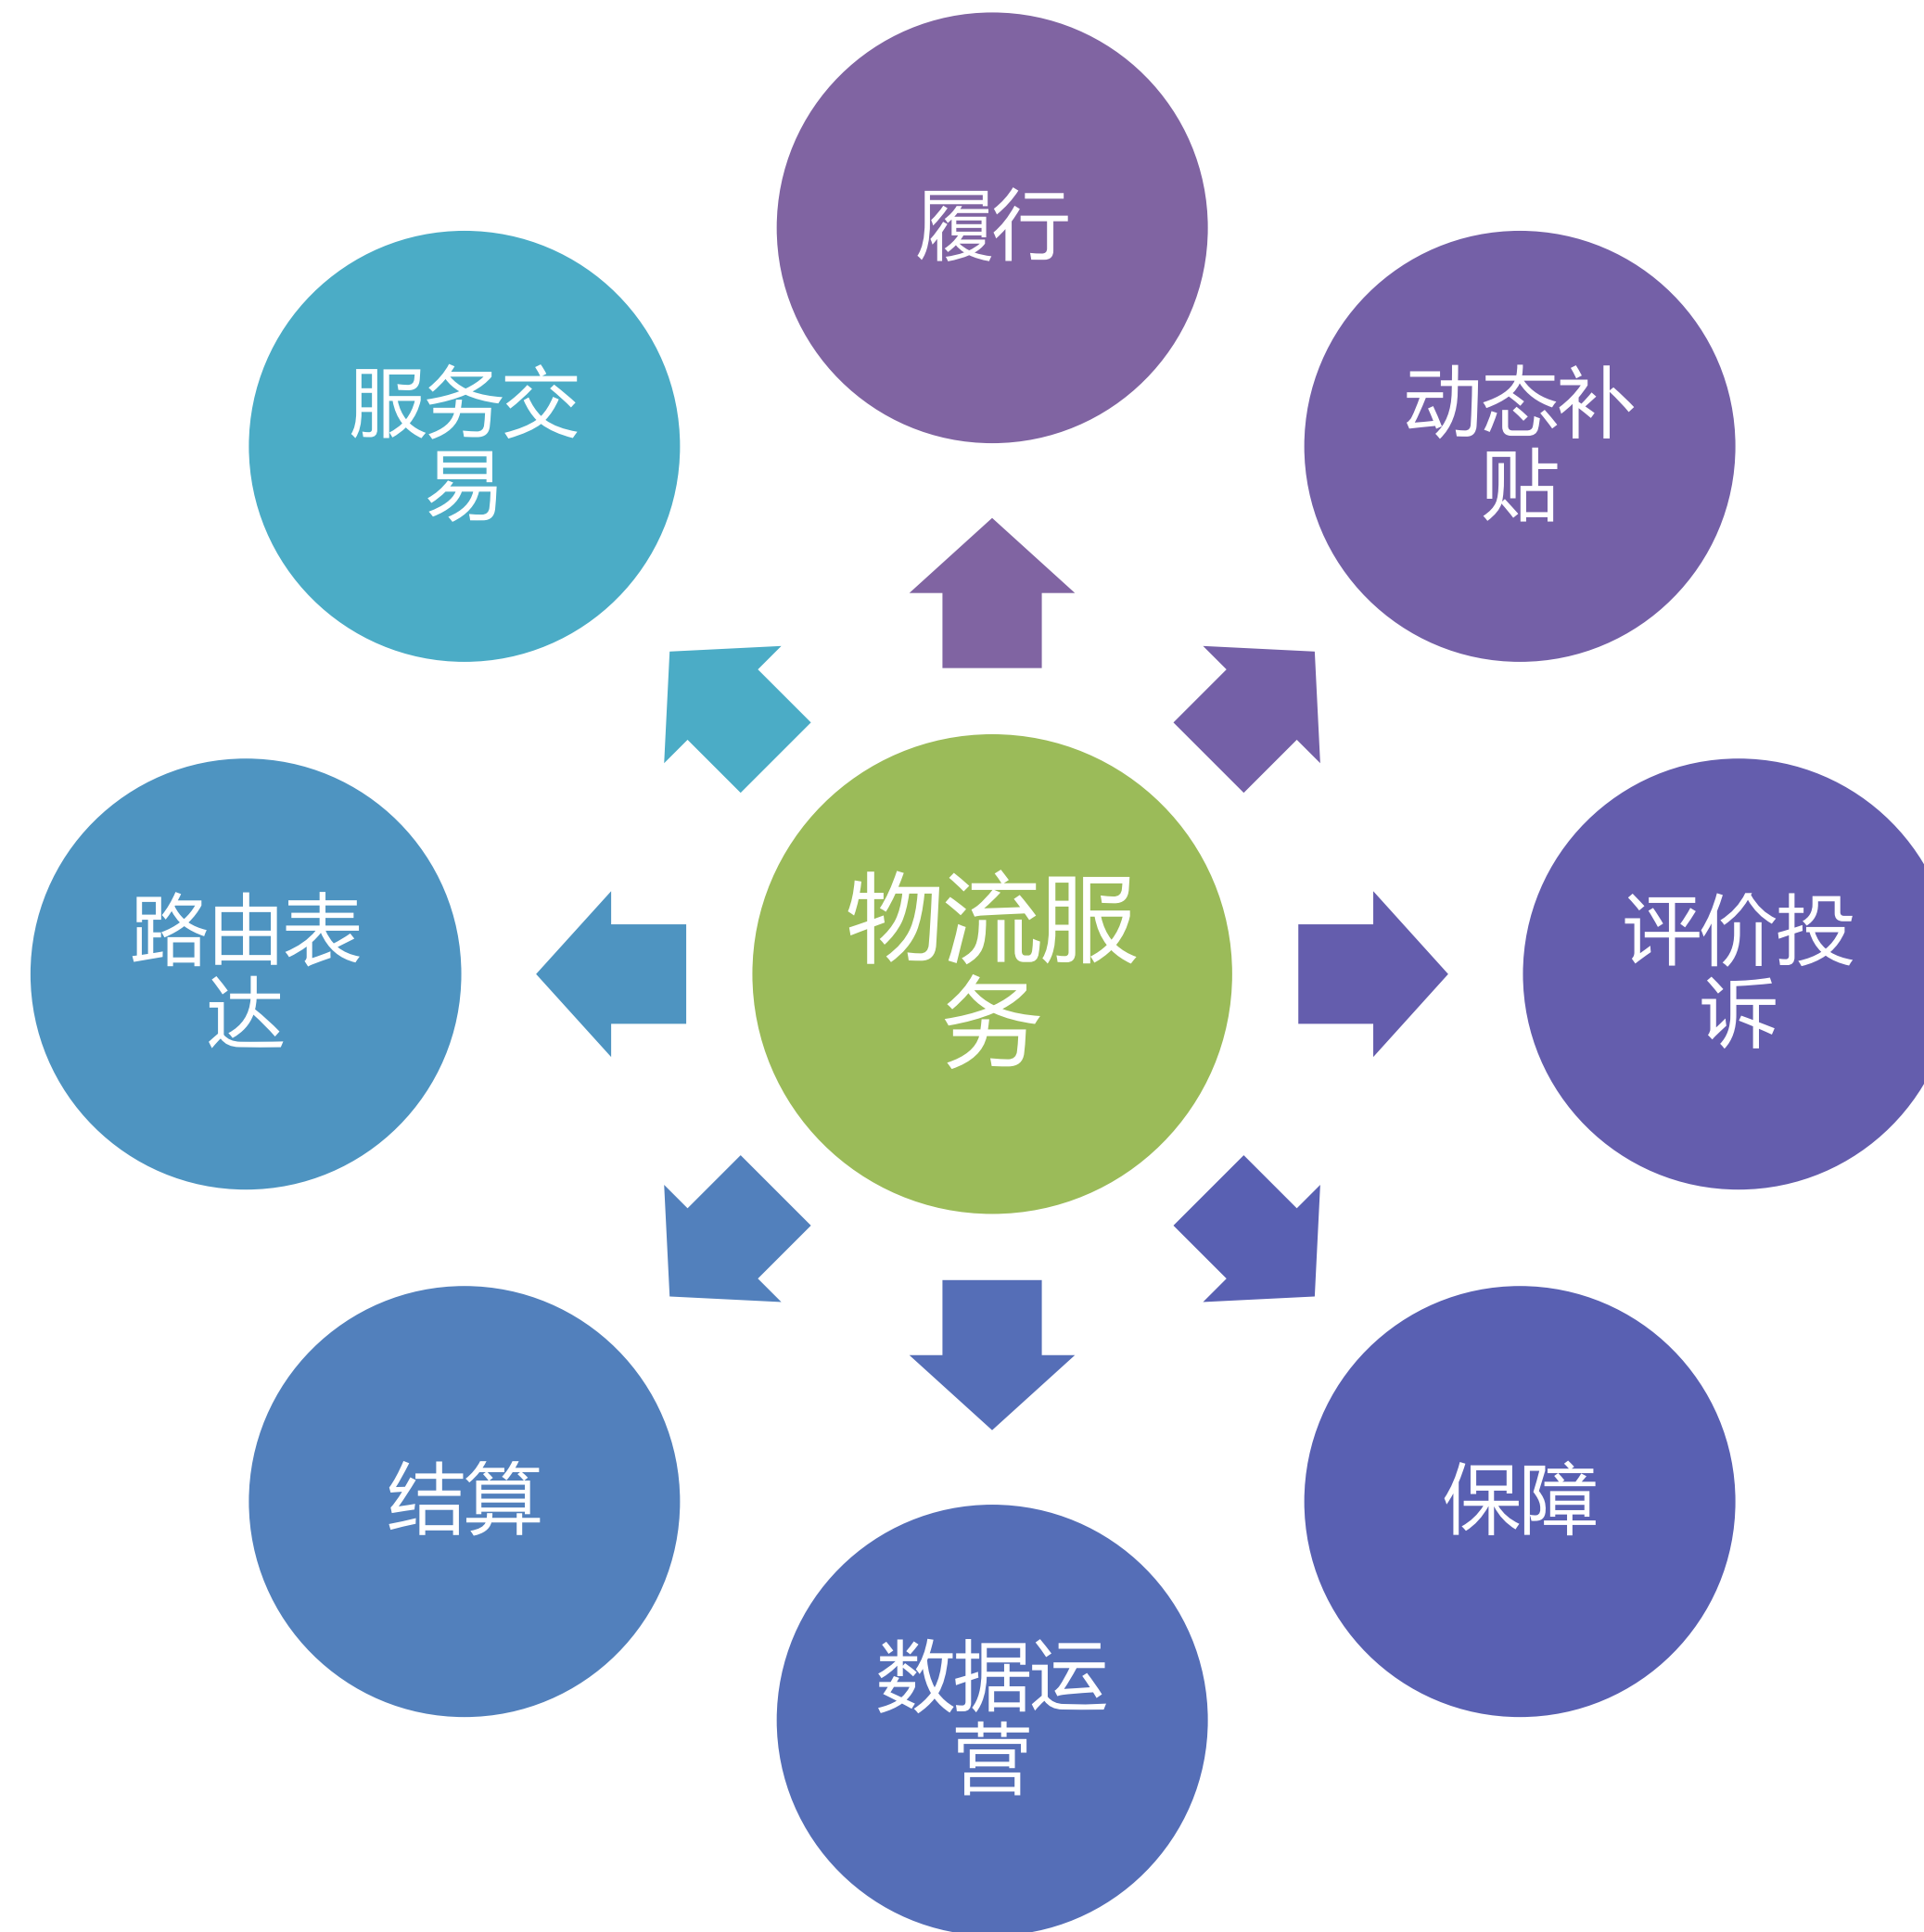 履行
服务交
易
动态补
贴
物流服
务
路由表
达
评价投
诉
结算
保障
数据运
营